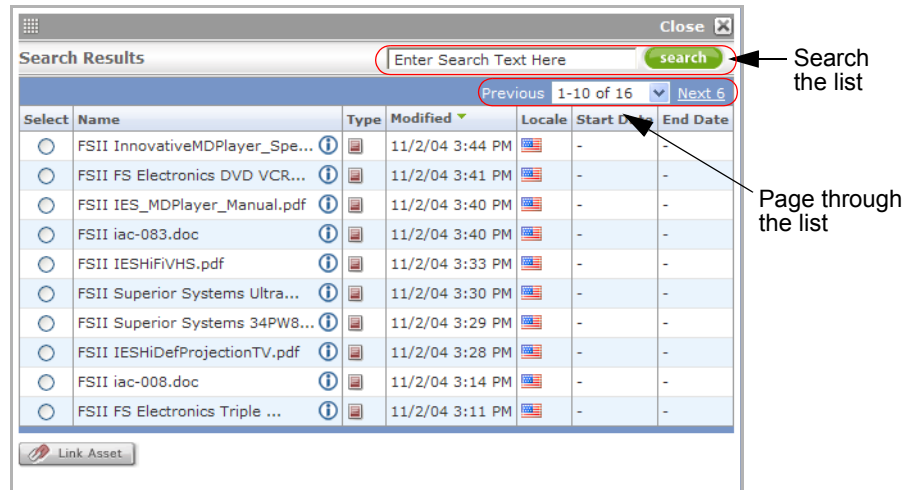 Close
Search Results
Enter Search Text Here
search
Search
the list
Previous 1-10 of 16 Next 6
Select Name Type Modified Locale Start Date End Date
FSII InnovativeMDPlayer_Spe... 11/2/04 3:44 PM - -
FSII FS Electronics DVD VCR... 11/2/04 3:41 PM - -
FSII IES_MDPlayer_Manual.pdf 11/2/04 3:40 PM - -
FSII iac-083.doc 11/2/04 3:40 PM - -
FSII IESHiFiVHS.pdf 11/2/04 3:33 PM - -
FSII Superior Systems Ultra... 11/2/04 3:30 PM - -
FSII Superior Systems 34PW8... 11/2/04 3:29 PM - -
FSII IESHiDefProjectionTV.pdf 11/2/04 3:28 PM - -
FSII iac-008.doc 11/2/04 3:14 PM - -
FSII FS Electronics Triple ... 11/2/04 3:11 PM - -
Page through
the list
Link Asset